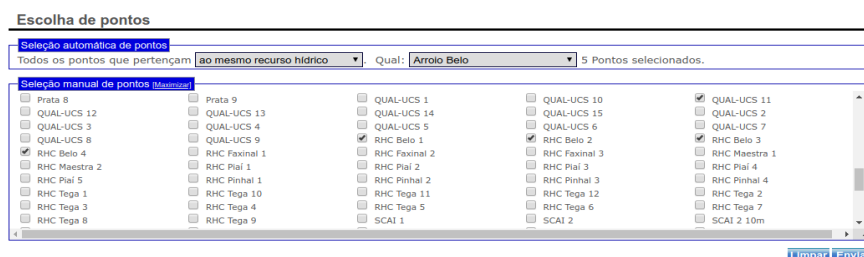 Escolha de pontos
Seleção automática de pontos
Todos os pontos que pertençam ao mesmo recurso hídrico . Qual: Arroio Belo 5 Pontos selecionados.
Seleção manual de pontos [Maximizar]
Prata 8 Prata 9 QUAL-UCS 1 QUAL-UCS 10 QUAL-UCS 11
QUAL-UCS 12 QUAL-UCS 13 QUAL-UCS 14 QUAL-UCS 15 QUAL-UCS 2
QUAL-UCS 3 QUAL-UCS 4 QUAL-UCS 5 QUAL-UCS 6 QUAL-UCS 7
QUAL-UCS 8 QUAL-UCS 9 RHC Belo 1 RHC Belo 2 RHC Belo 3
RHC Belo 4 RHC Faxinal 1 RHC Faxinal 2 RHC Faxinal 3 RHC Maestra 1
RHC Maestra 2 RHC Piaí 1 RHC Piaí 2 RHC Piaí 3 RHC Piaí 4
RHC Piaí 5 RHC Pinhal 1 RHC Pinhal 2 RHC Pinhal 3 RHC Pinhal 4
RHC Tega 1 RHC Tega 10 RHC Tega 11 RHC Tega 12 RHC Tega 2
RHC Tega 3 RHC Tega 4 RHC Tega 5 RHC Tega 6 RHC Tega 7
RHC Tega 8 RHC Tega 9 SCAI 1 SCAI 2 SCAI 2 10m
Limpar Envia